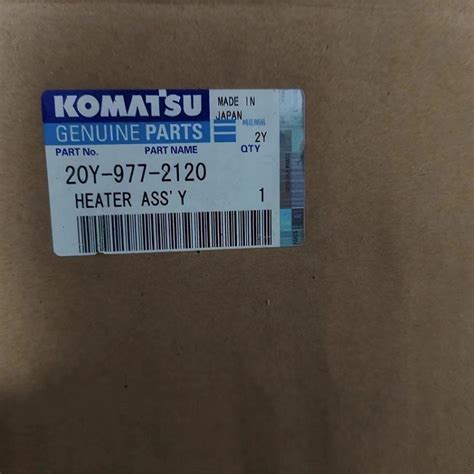 KOMATSU
MADE IN
JAPAN
GENUINE PARTS
2Y
PART No. PART NAME QTY
20Y-977-2120
HEATER ASS'Y 1